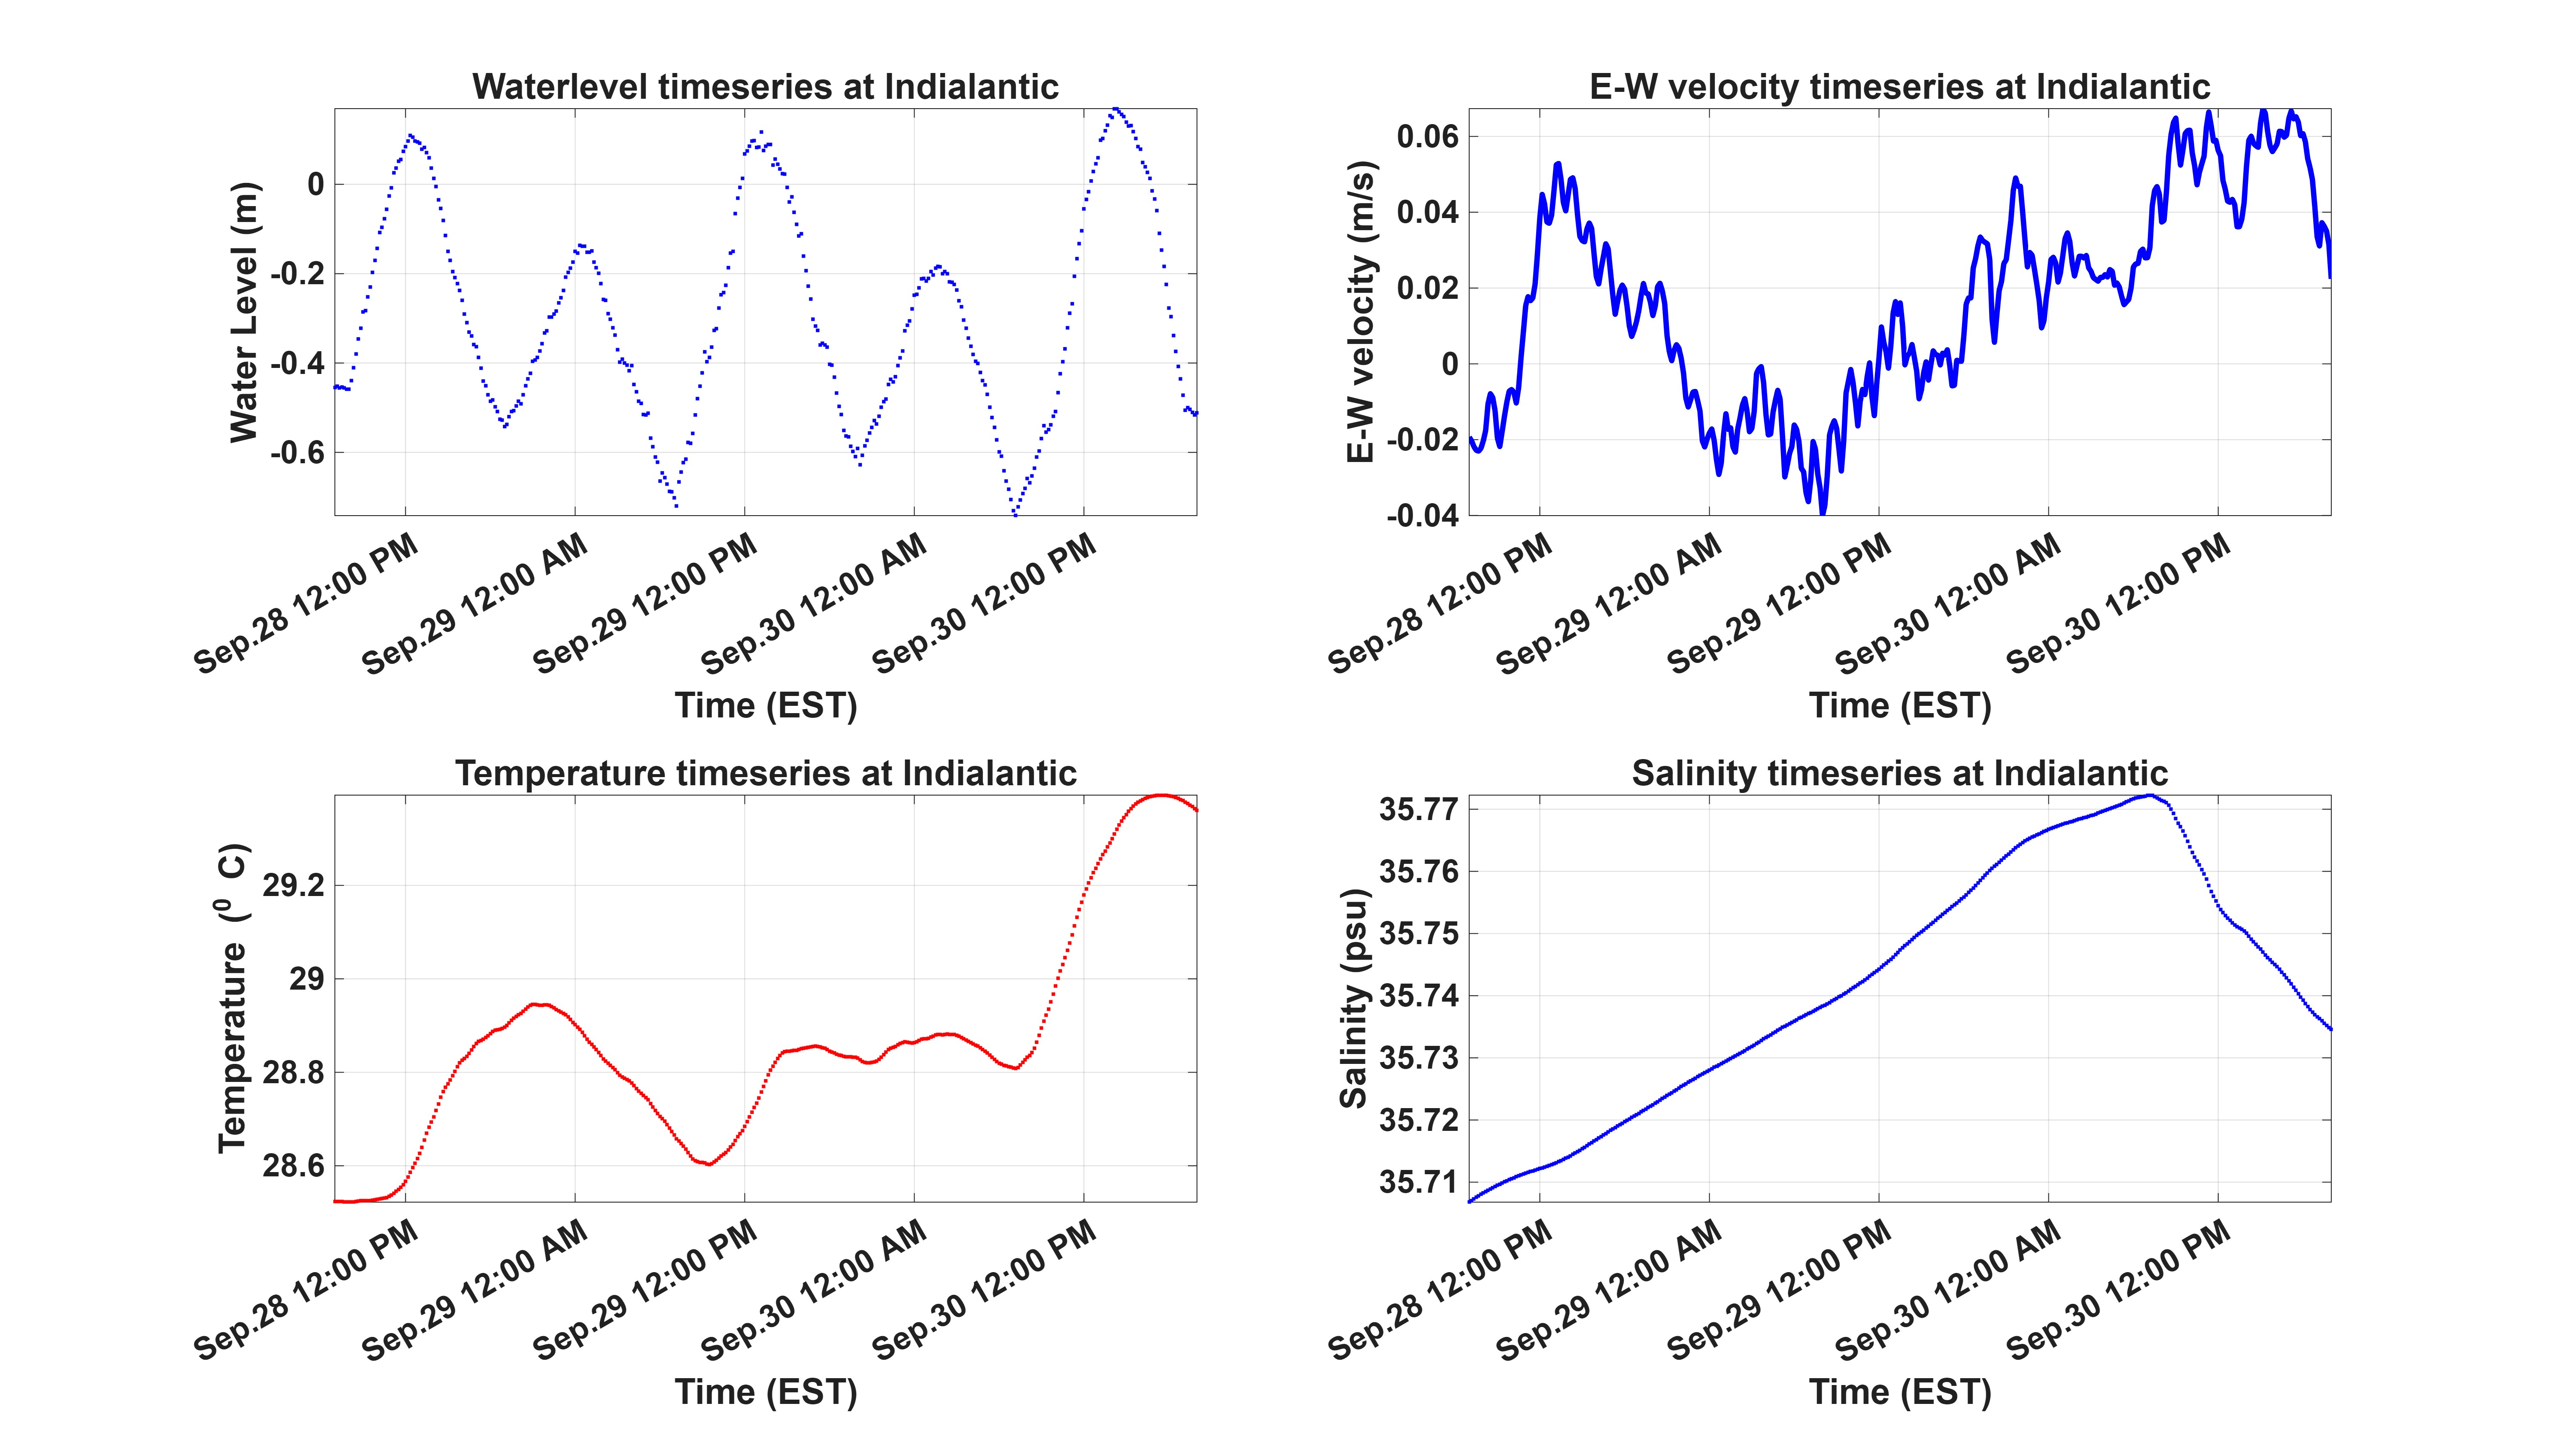 Waterlevel timeseries at Indialantic
Water Level (m)
0
-0.2
-0.4
-0.6
Sep.28 12:00 PM
Sep.29 12:00 AM
Sep.29 12:00 PM
Sep.30 12:00 AM
Sep.30 12:00 PM
Time (EST)
E-W velocity timeseries at Indialantic
E-W velocity (m/s)
0.06
0.04
0.02
0
-0.02
-0.04
Sep.28 12:00 PM
Sep.29 12:00 AM
Sep.29 12:00 PM
Sep.30 12:00 AM
Sep.30 12:00 PM
Time (EST)
Temperature timeseries at Indialantic
Temperature (⁰ C)
29.2
29
28.8
28.6
Sep.28 12:00 PM
Sep.29 12:00 AM
Sep.29 12:00 PM
Sep.30 12:00 AM
Sep.30 12:00 PM
Time (EST)
Salinity timeseries at Indialantic
Salinity (psu)
35.77
35.76
35.75
35.74
35.73
35.72
35.71
Sep.28 12:00 PM
Sep.29 12:00 AM
Sep.29 12:00 PM
Sep.30 12:00 AM
Sep.30 12:00 PM
Time (EST)